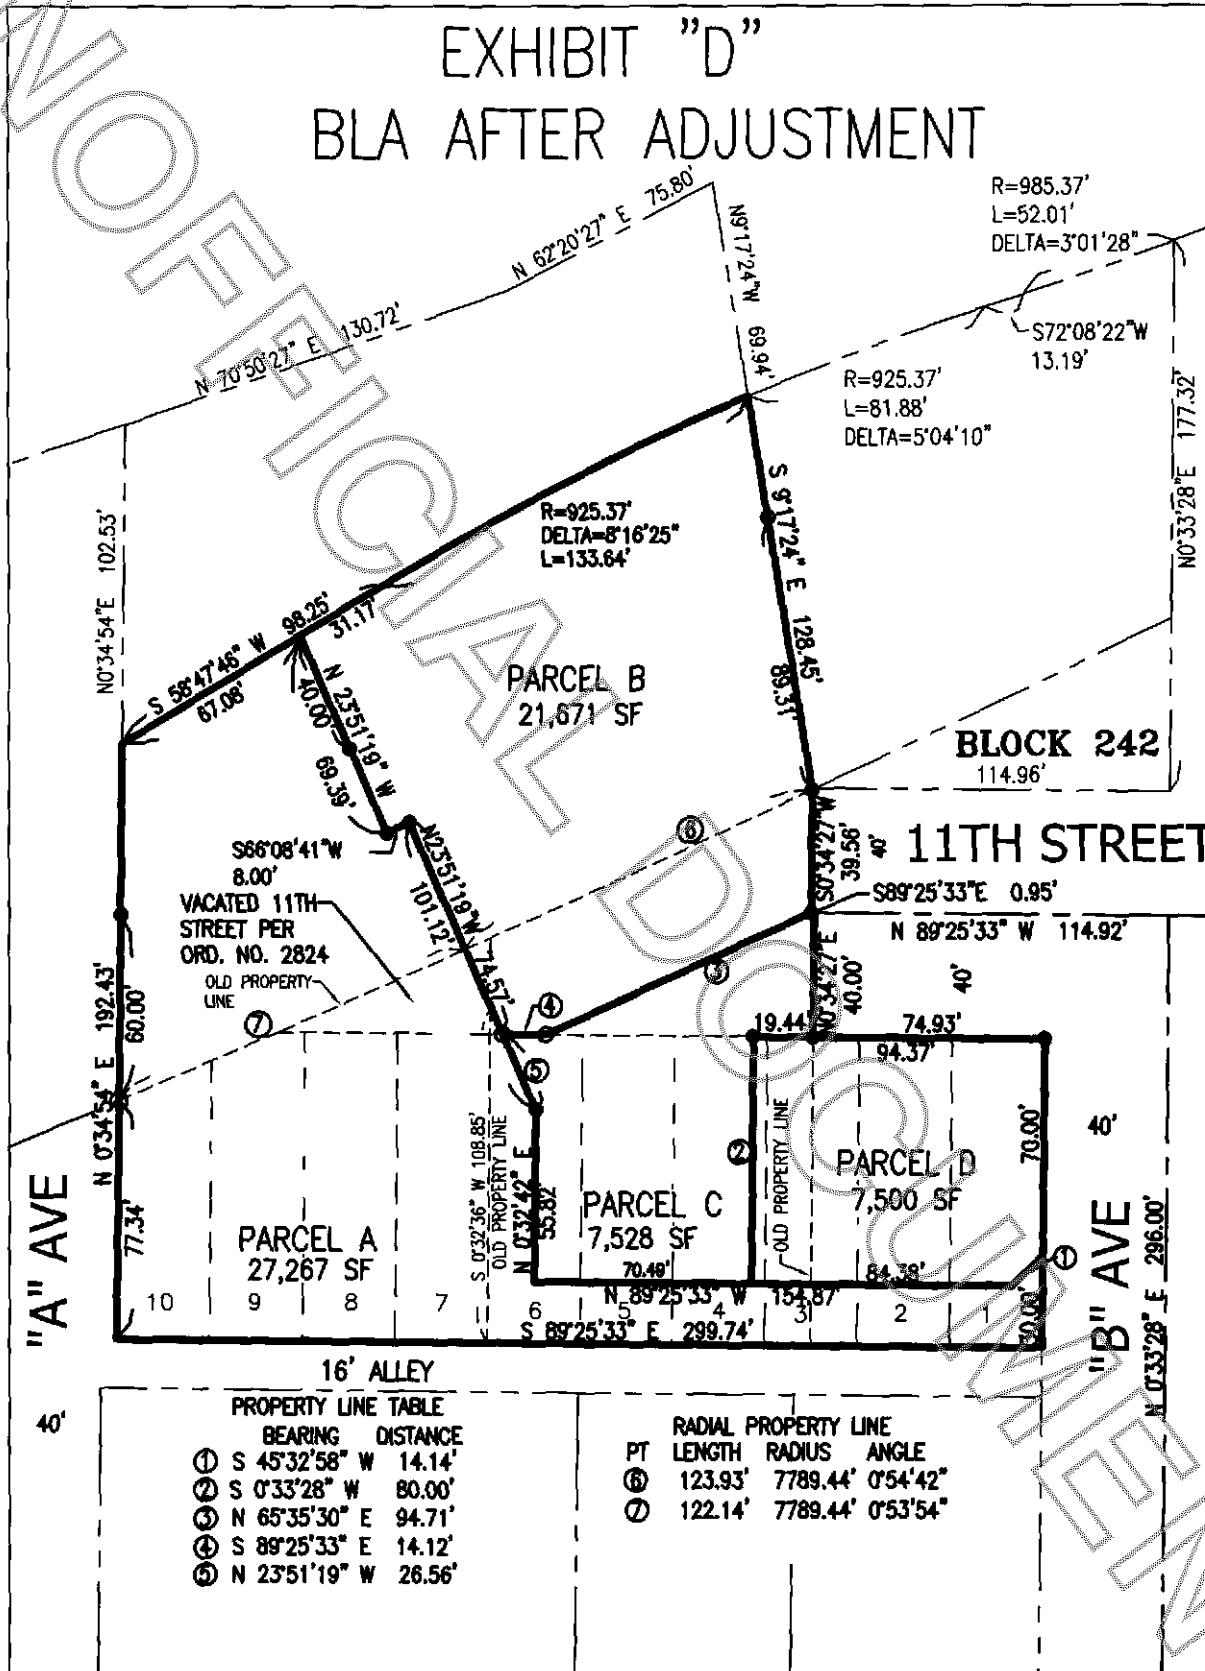 EXHIBIT "D"
BLA AFTER ADJUSTMENT
UNOFFICIAL DOCUMENT
R=985.37'
L=52.01'
DELTA=3°01'28"
N 62°20'27" E 75.80'
N9°17'24"W 69.94'
N 70°50'27" E 130.72'
S72°08'22"W
13.19'
R=925.37'
L=81.88'
DELTA=5°04'10"
N0°33'28"E 177.32'
R=925.37'
DELTA=8°16'25"
L=133.64'
N0°34'54"E 102.53'
S 9°17'24" E 128.45'
89.31'
S 58°47'46" W 98.25'
67.08'
31.17'
N 23°51'19" W
40.00'
69.39'
PARCEL B
21,671 SF
BLOCK 242
114.96'
S0°34'27"W
39.56'
40'
11TH STREET
⑥
S66°08'41"W
8.00'
N23°51'19"W
101.12'
74.57'
VACATED 11TH
STREET PER
ORD. NO. 2824
OLD PROPERTY
LINE
S89°25'33"E 0.95'
N 89°25'33" W 114.92'
③
④
⑦
N0°34'27"E
40.00'
40'
N 0°34'54" E 192.43'
60.00'
77.34'
19.44'
74.93'
94.37'
⑤
②
S 0°32'36" W 108.85'
OLD PROPERTY LINE
N 0°32'42" E
55.82'
OLD PROPERTY LINE
70.00'
40'
PARCEL A
27,267 SF
PARCEL C
7,528 SF
PARCEL D
7,500 SF
①
70.49'
84.38'
N 89°25'33" W 154.87'
10 9 8 7 6 5 4 3 2 1
S 89°25'33" E 299.74'
"A" AVE
"B" AVE
N 0°33'28" E 296.00'
16' ALLEY
40'
PROPERTY LINE TABLE
BEARING DISTANCE
① S 45°32'58" W 14.14'
② S 0°33'28" W 80.00'
③ N 65°35'30" E 94.71'
④ S 89°25'33" E 14.12'
⑤ N 23°51'19" W 26.56'
RADIAL PROPERTY LINE
PT LENGTH RADIUS ANGLE
⑥ 123.93' 7789.44' 0°54'42"
⑦ 122.14' 7789.44' 0°53'54"